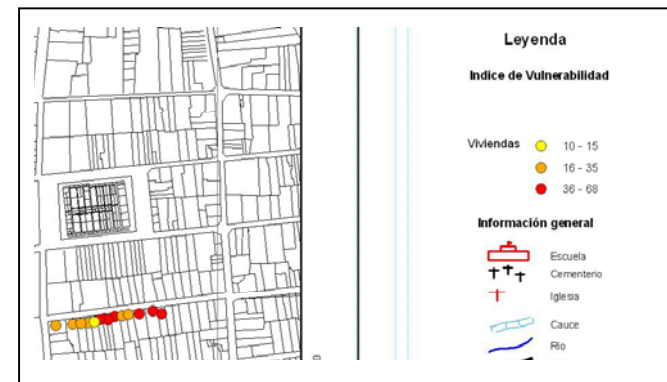 Leyenda
Indice de Vulnerabilidad
Viviendas
10 - 15
16 - 35
36 - 68
Información general
Escuela
Cementerio
Iglesia
Cauce
Rio